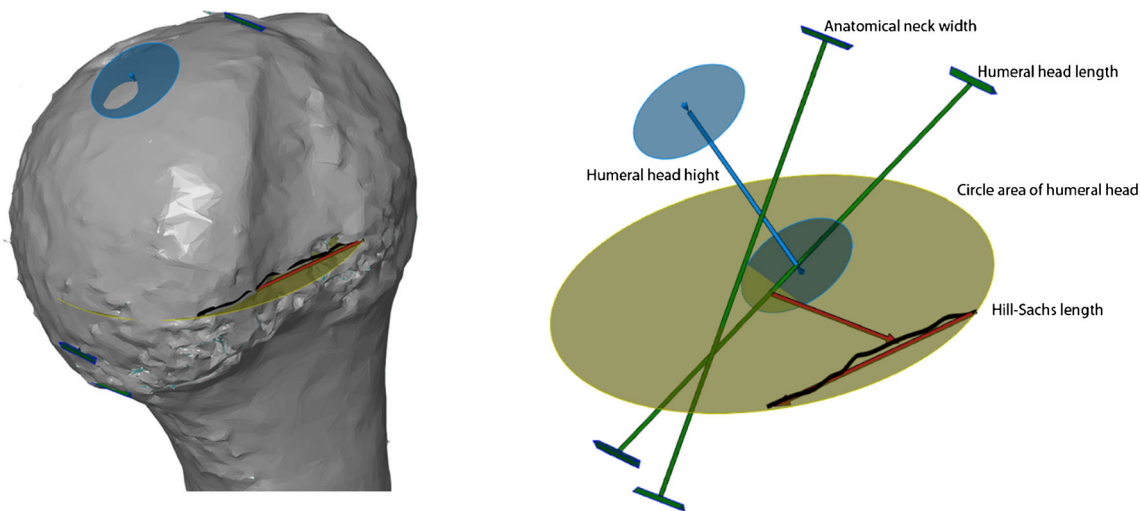 Anatomical neck width
Humeral head length
Humeral head hight
Circle area of humeral head
Hill-Sachs length